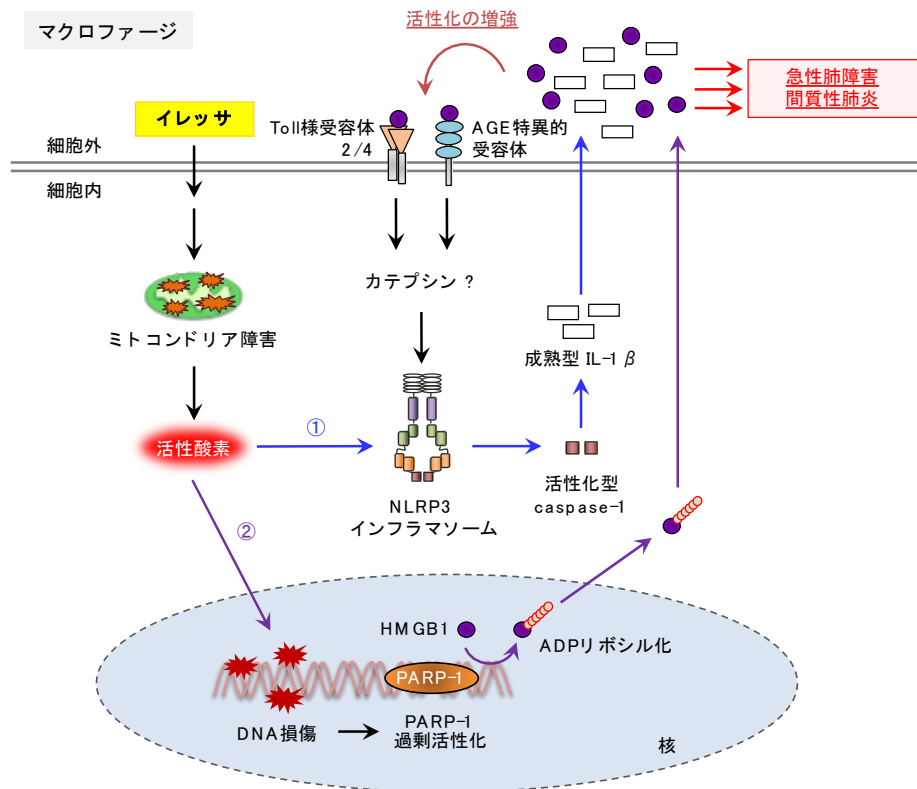 マクロファージ
活性化の増強
急性肺障害
間質性肺炎
イレッサ
Toll様受容体
2/4
AGE特異的
受容体
細胞外
細胞内
カテプシン ?
ミトコンドリア障害
成熟型 IL-1 β
活性酸素
①
NLRP3
インフラマソーム
活性化型
caspase-1
②
HMGB1
ADPリボシル化
PARP-1
DNA損傷
PARP-1
過剰活性化
核